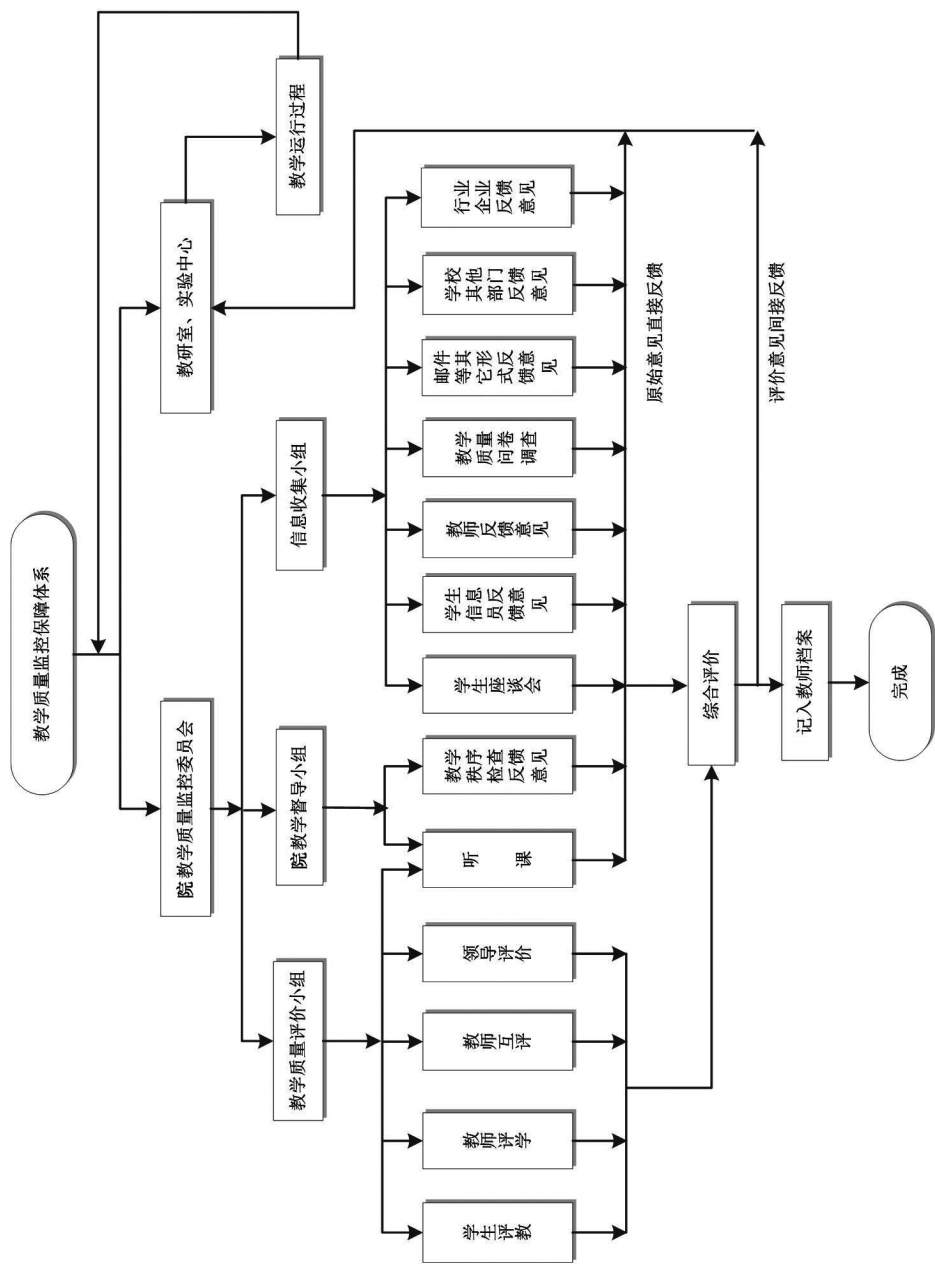 教学质量监控保障体系
院教学质量监控委员会
教研室、实验中心
教学质量评价小组
院教学督导小组
信息收集小组
教学运行过程
学生
评教
教师
评学
教师
互评
领导
评价
听
课
教学
秩序
检查
反馈
意见
学生
座谈
会
学生
信息
员反
馈意
见
教师
反馈
意见
教学
质量
问卷
调查
邮件
等其
它形
式反
馈意
见
学校
其他
部门
反馈
意见
行业
企业
反馈
意见
原始意见直接反馈
综合评价
评价意见间接反馈
记入教师档案
完成